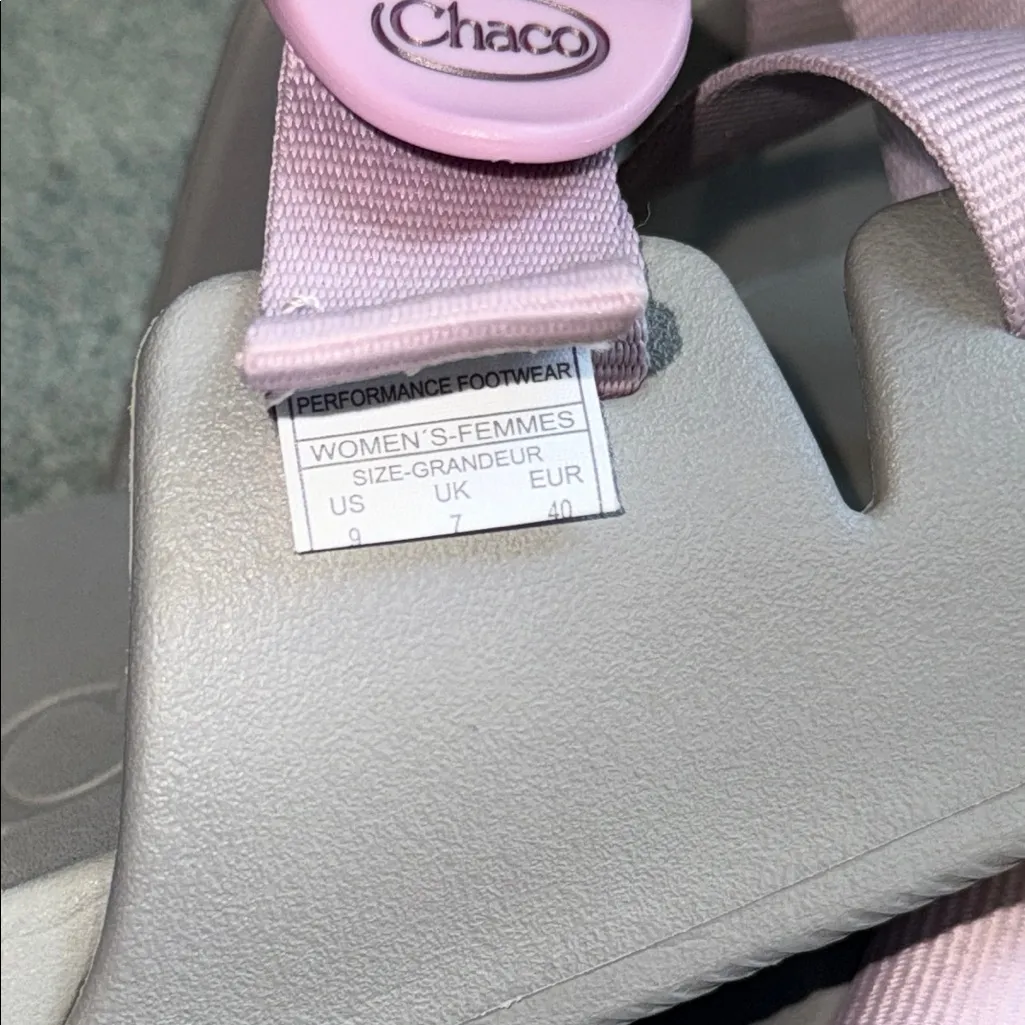 Chaco
PERFORMANCE FOOTWEAR
WOMEN´S-FEMMES
SIZE-GRANDEUR
US UK EUR
9 7 40